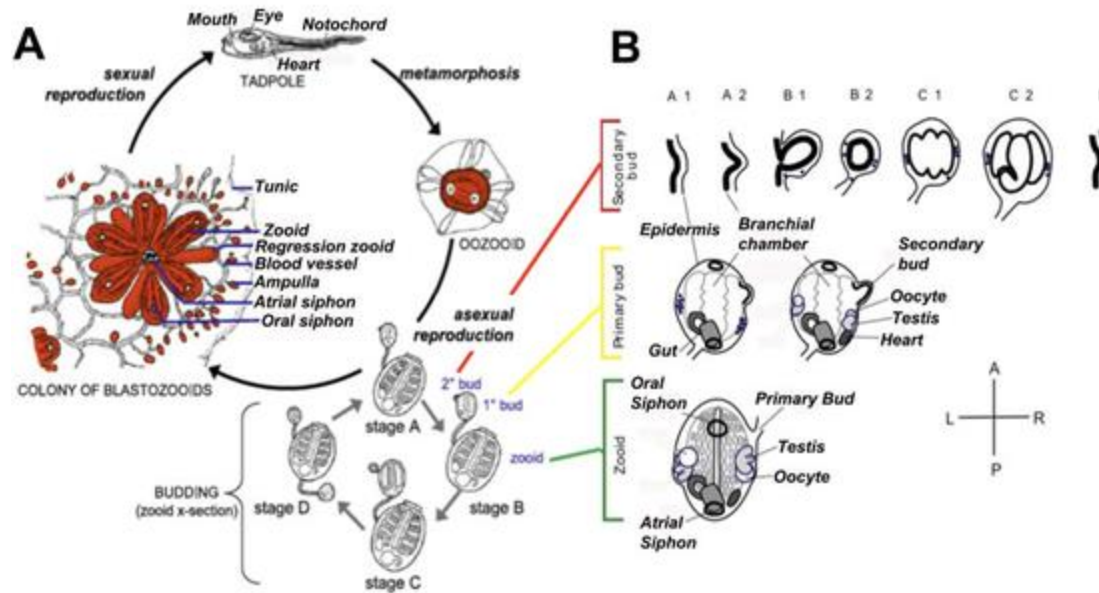 A
Mouth
Eye
Notochord
Heart
TADPOLE
sexual
reproduction
metamorphosis
OOZOOID
Tunic
Zooid
Regression zooid
Blood vessel
Ampulla
Atrial siphon
Oral siphon
COLONY OF BLASTOZOOIDS
asexual
reproduction
2° bud
1° bud
zooid
stage A
stage B
stage C
stage D
BUDDING
(zooid x-section)
B
A 1
A 2
B 1
B 2
C 1
C 2
Secondary
bud
Epidermis
Branchial
chamber
Secondary
bud
Oocyte
Testis
Heart
Gut
Primary bud
Oral
Siphon
Primary Bud
Testis
Oocyte
Atrial
Siphon
Zooid
A
L
R
P